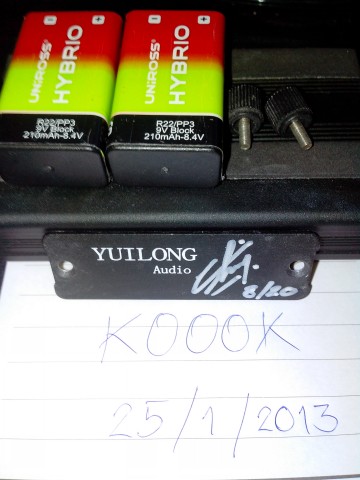 UNiROSS
HYBRIO
R22/PP3
9V Block
210mAh-8.4V
UNiROSS
HYBRIO
R22/PP3
9V Block
210mAh-8.4V
YUILONG
Audio
8/20
KOOOK
25/1/2013